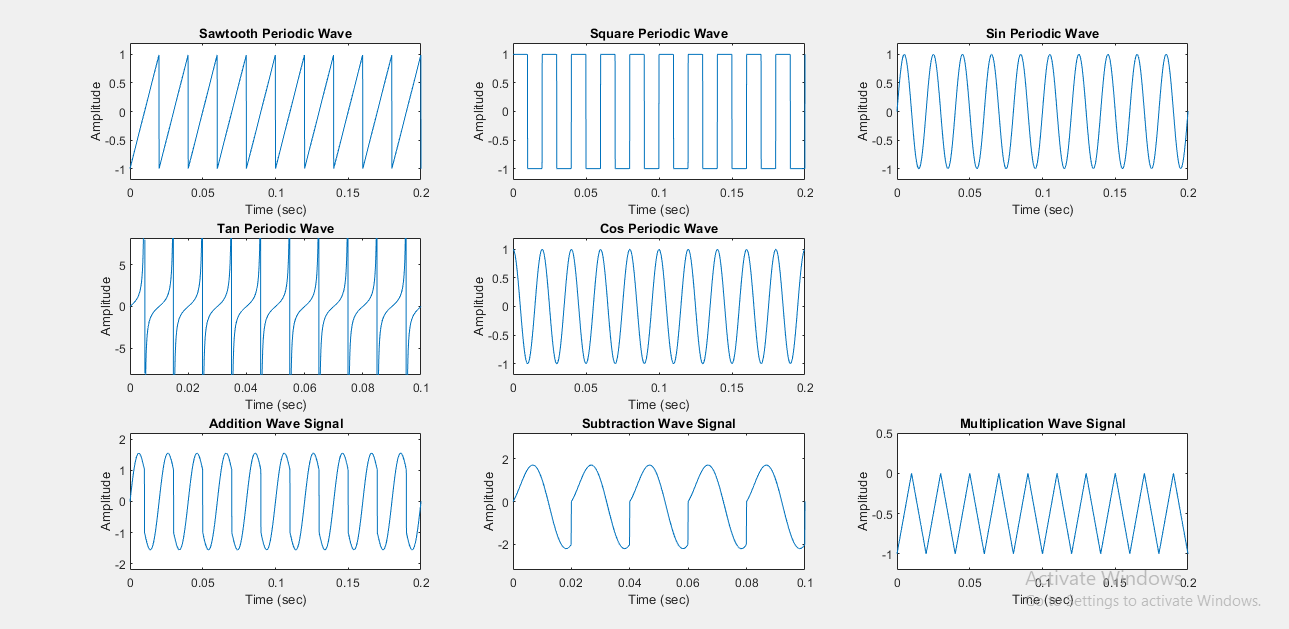 Sawtooth Periodic Wave
Amplitude
1
0.5
0
-0.5
-1
0 0.05 0.1 0.15 0.2
Time (sec)
Square Periodic Wave
Amplitude
1
0.5
0
-0.5
-1
0 0.05 0.1 0.15 0.2
Time (sec)
Sin Periodic Wave
Amplitude
1
0.5
0
-0.5
-1
0 0.05 0.1 0.15 0.2
Time (sec)
Tan Periodic Wave
Amplitude
5
0
-5
0 0.02 0.04 0.06 0.08 0.1
Time (sec)
Cos Periodic Wave
Amplitude
1
0.5
0
-0.5
-1
0 0.05 0.1 0.15 0.2
Time (sec)
Addition Wave Signal
Amplitude
2
1
0
-1
-2
0 0.05 0.1 0.15 0.2
Time (sec)
Subtraction Wave Signal
Amplitude
2
0
-2
0 0.02 0.04 0.06 0.08 0.1
Time (sec)
Multiplication Wave Signal
Amplitude
0.5
0
-0.5
-1
0 0.05 0.1 0.15 0.2
Time (sec)
Activate Windows
Go to Settings to activate Windows.